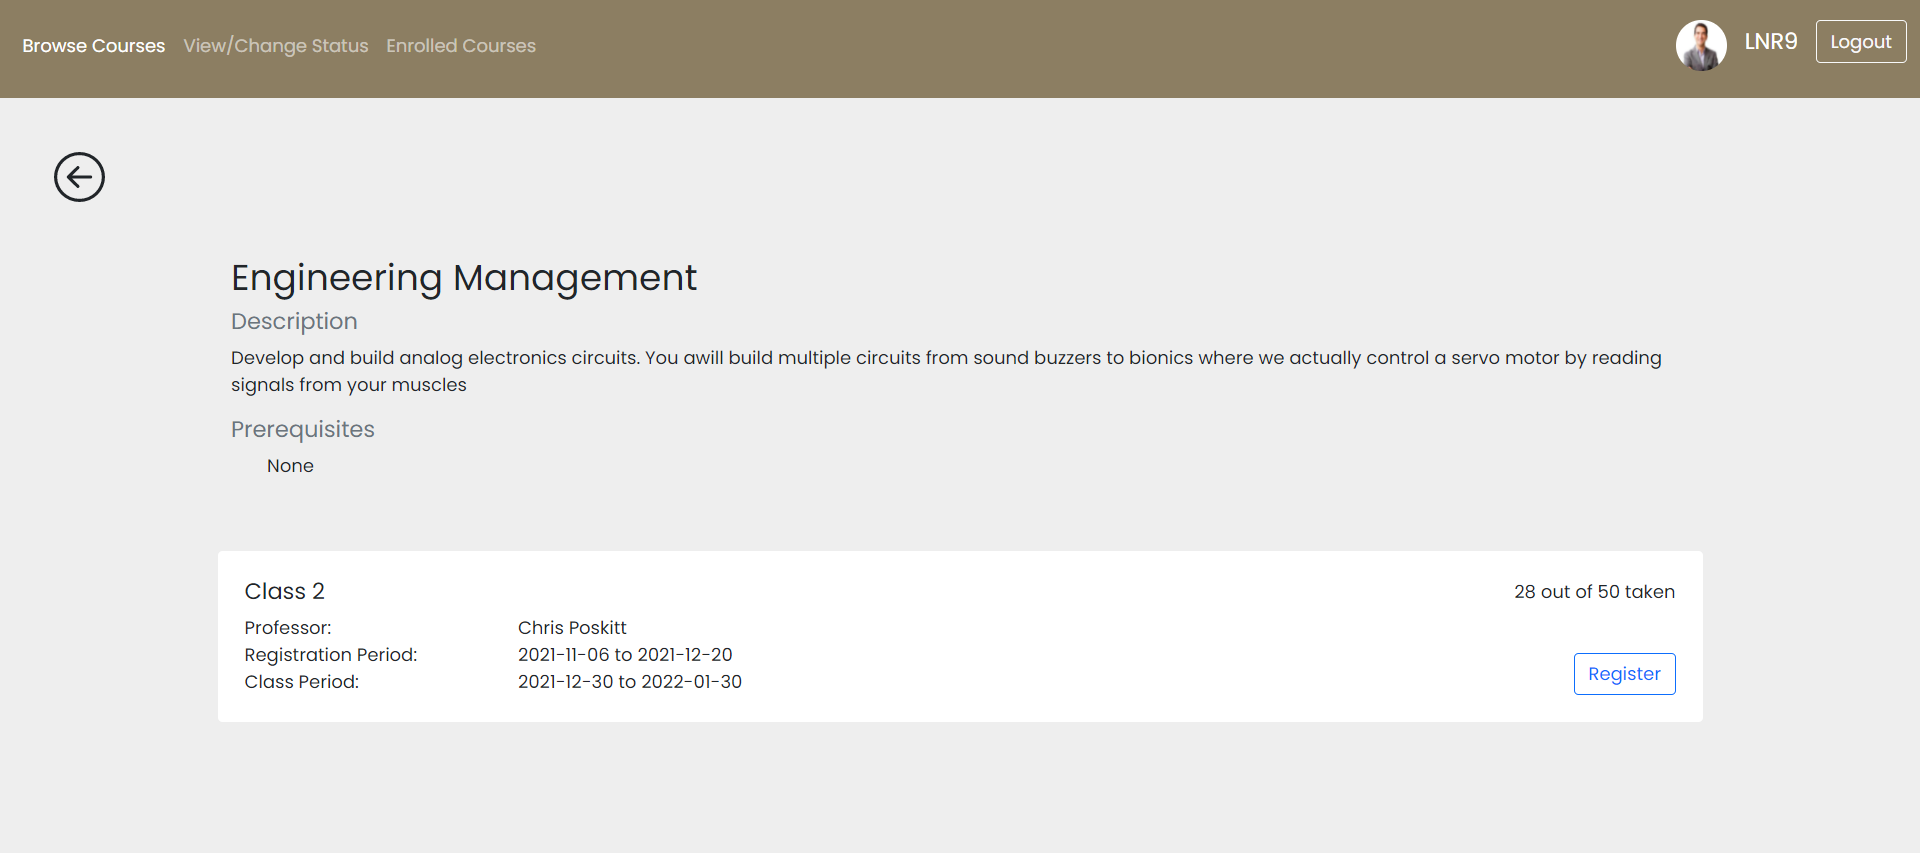 Browse Courses View/Change Status Enrolled Courses LNR9 Logout
Engineering Management
Description
Develop and build analog electronics circuits. You awill build multiple circuits from sound buzzers to bionics where we actually control a servo motor by reading
signals from your muscles
Prerequisites
None
Class 2 28 out of 50 taken
Professor: Chris Poskitt
Registration Period: 2021-11-06 to 2021-12-20
Class Period: 2021-12-30 to 2022-01-30
Register